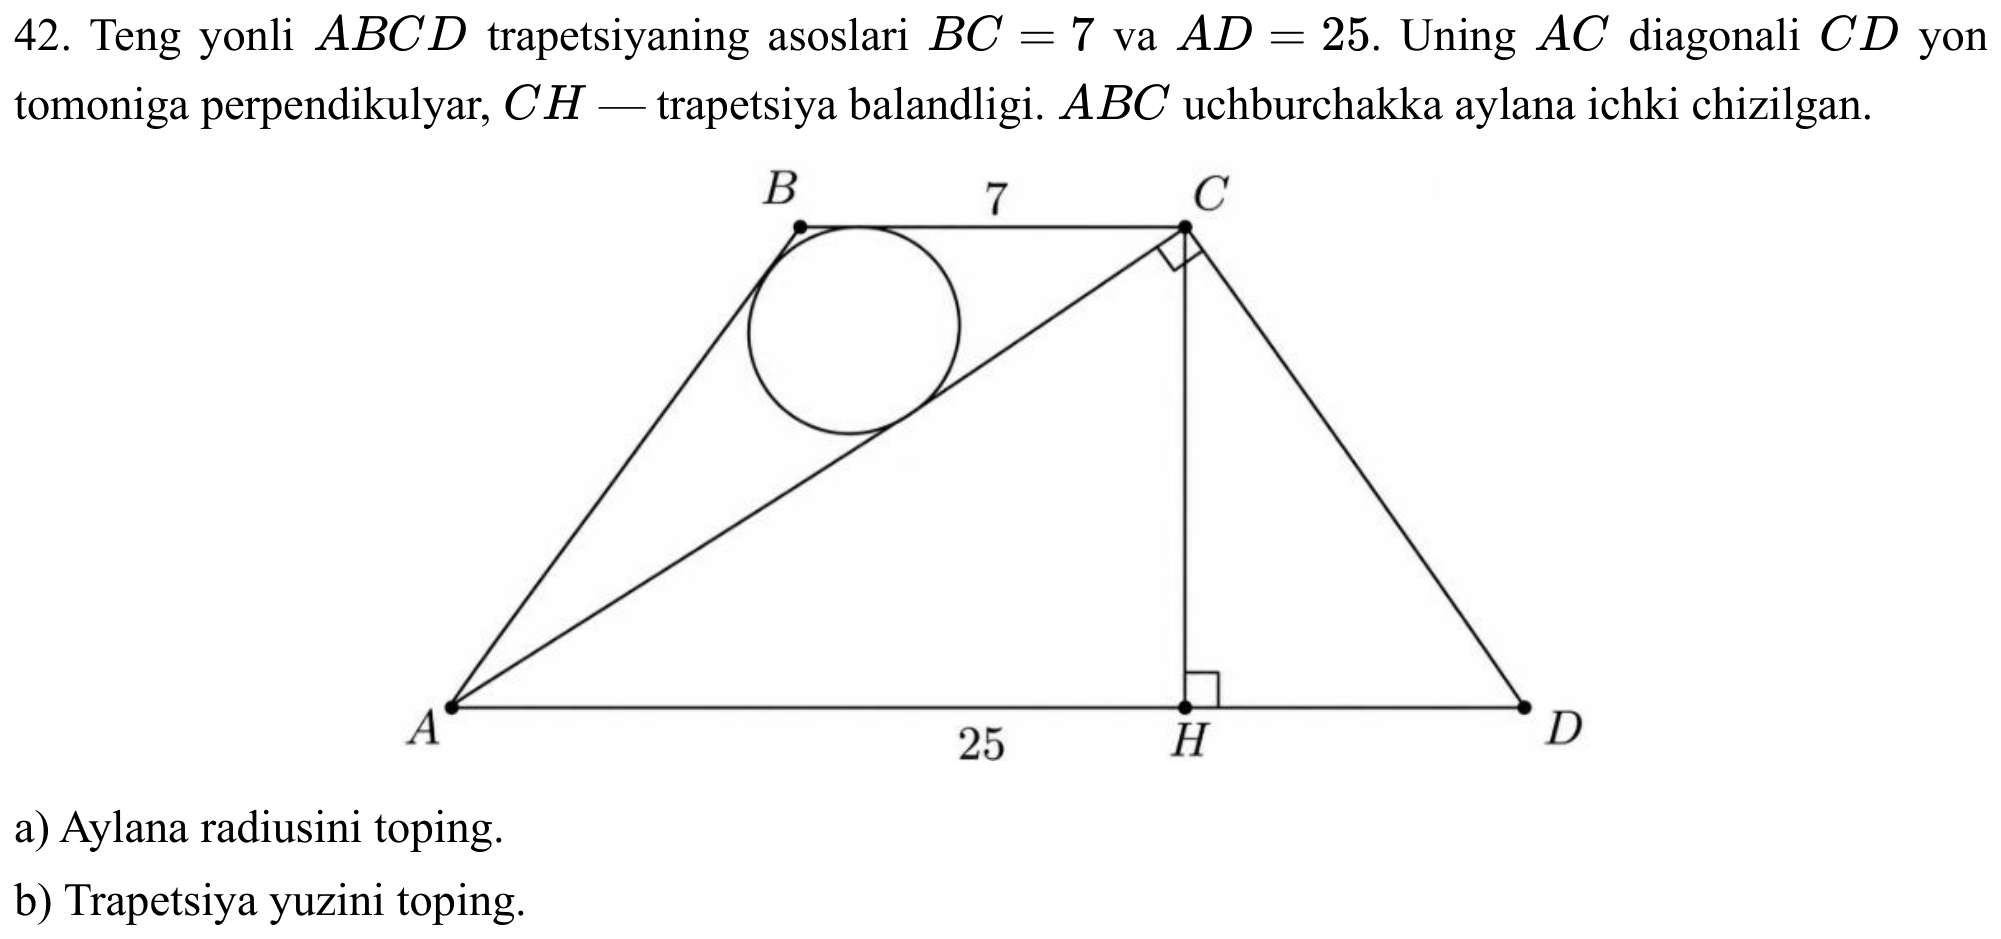 42. Teng yonli ABCD trapetsiyaning asoslari BC = 7 va AD = 25. Uning AC diagonali CD yon
tomoniga perpendikulyar, CH — trapetsiya balandligi. ABC uchburchakka aylana ichki chizilgan.
B
7
C
A
25
H
D
a) Aylana radiusini toping.
b) Trapetsiya yuzini toping.